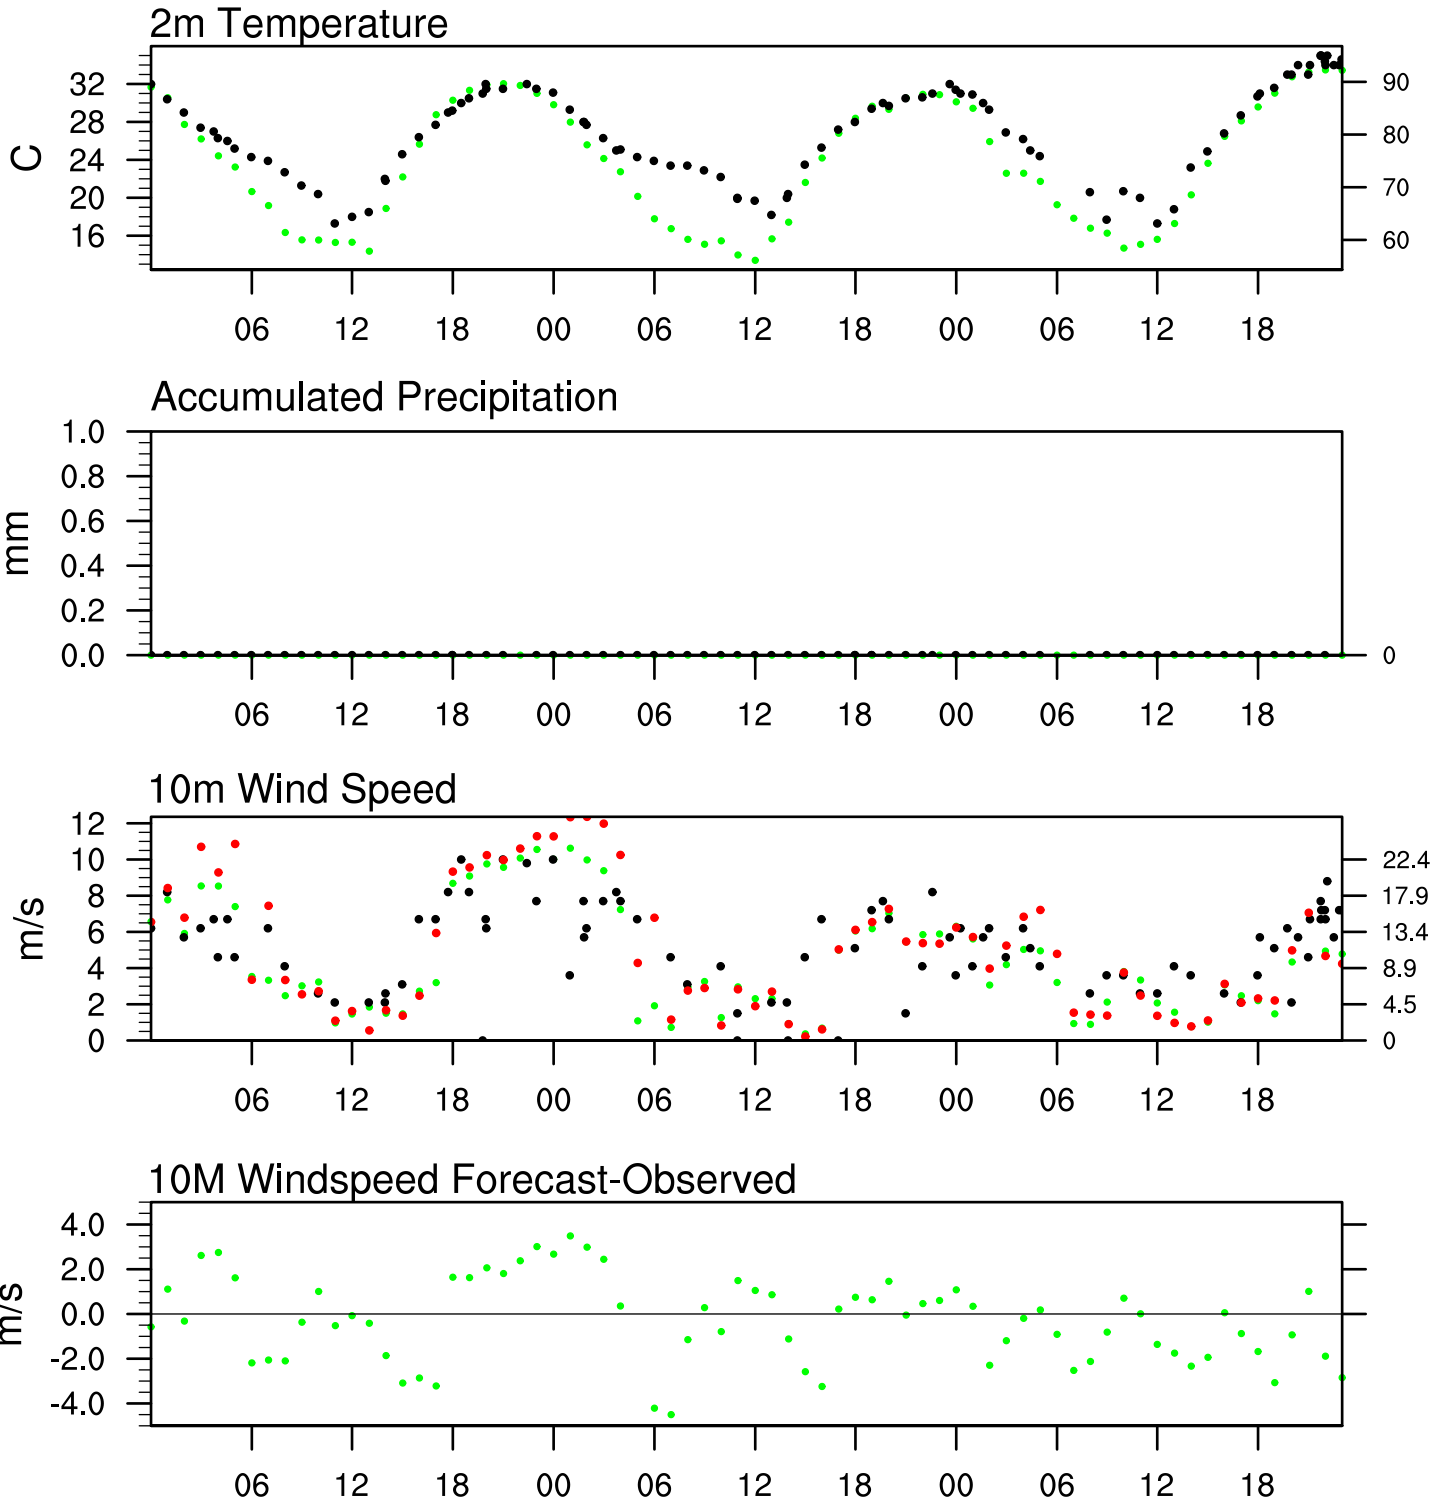 2m Temperature
C
32
28
24
20
16
90
80
70
60
06 12 18 00 06 12 18 00 06 12 18
Accumulated Precipitation
mm
1.0
0.8
0.6
0.4
0.2
0.0
0
06 12 18 00 06 12 18 00 06 12 18
10m Wind Speed
m/s
12
10
8
6
4
2
0
22.4
17.9
13.4
8.9
4.5
0
06 12 18 00 06 12 18 00 06 12 18
10M Windspeed Forecast-Observed
m/s
4.0
2.0
0.0
-2.0
-4.0
06 12 18 00 06 12 18 00 06 12 18